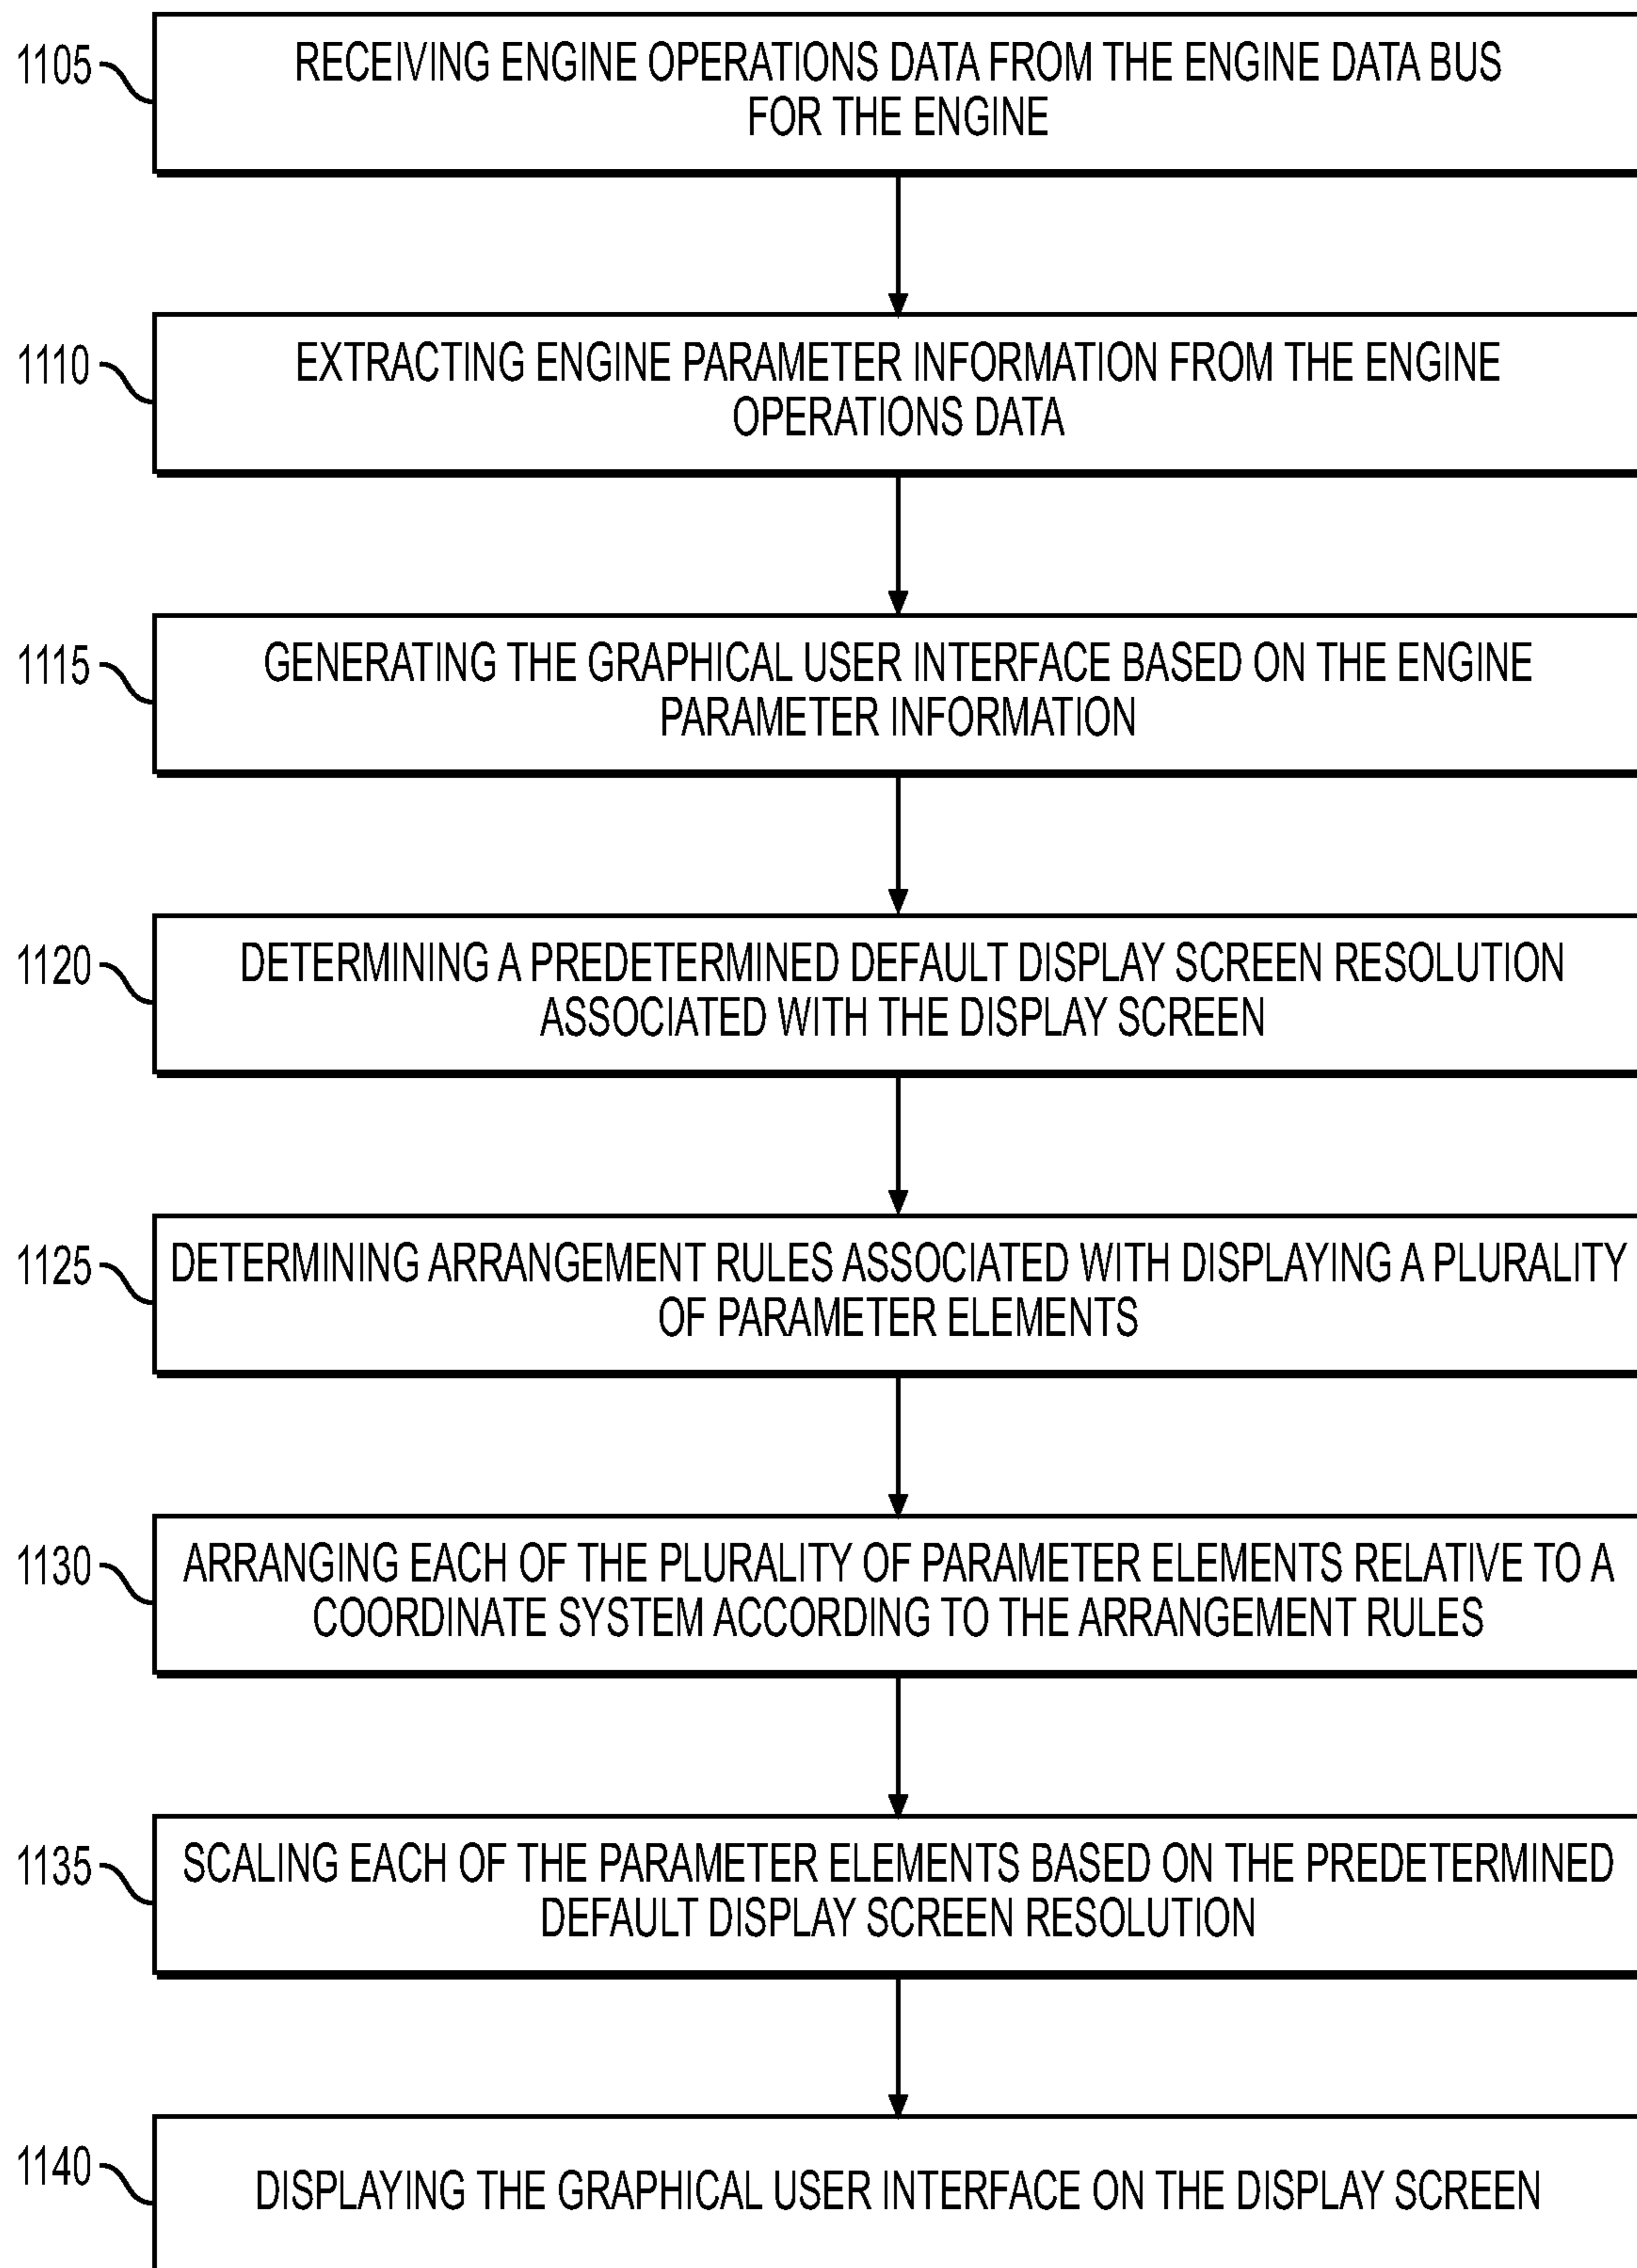 1105
RECEIVING ENGINE OPERATIONS DATA FROM THE ENGINE DATA BUS
FOR THE ENGINE
1110
EXTRACTING ENGINE PARAMETER INFORMATION FROM THE ENGINE
OPERATIONS DATA
1115
GENERATING THE GRAPHICAL USER INTERFACE BASED ON THE ENGINE
PARAMETER INFORMATION
1120
DETERMINING A PREDETERMINED DEFAULT DISPLAY SCREEN RESOLUTION
ASSOCIATED WITH THE DISPLAY SCREEN
1125
DETERMINING ARRANGEMENT RULES ASSOCIATED WITH DISPLAYING A PLURALITY
OF PARAMETER ELEMENTS
1130
ARRANGING EACH OF THE PLURALITY OF PARAMETER ELEMENTS RELATIVE TO A
COORDINATE SYSTEM ACCORDING TO THE ARRANGEMENT RULES
1135
SCALING EACH OF THE PARAMETER ELEMENTS BASED ON THE PREDETERMINED
DEFAULT DISPLAY SCREEN RESOLUTION
1140
DISPLAYING THE GRAPHICAL USER INTERFACE ON THE DISPLAY SCREEN